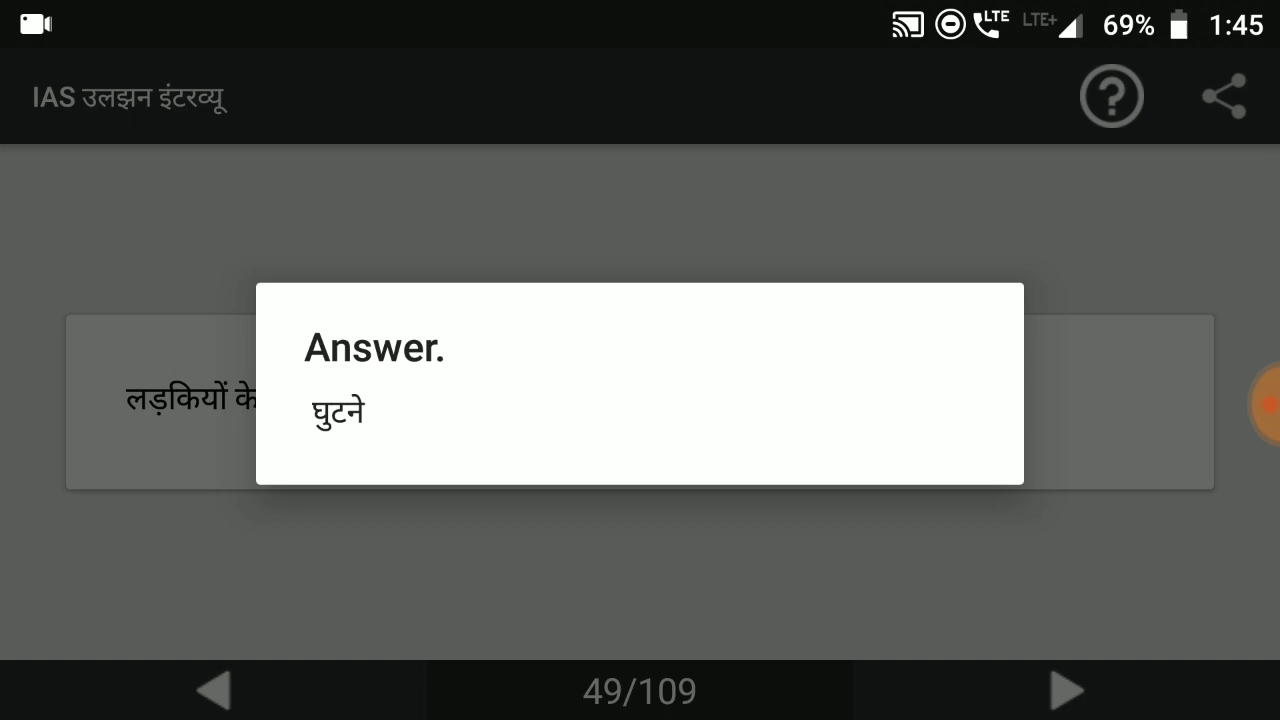 LTE LTE+ 69% 1:45
IAS उलझन इंटरव्यू
Answer.
लड़कियों के
घुटने
49/109